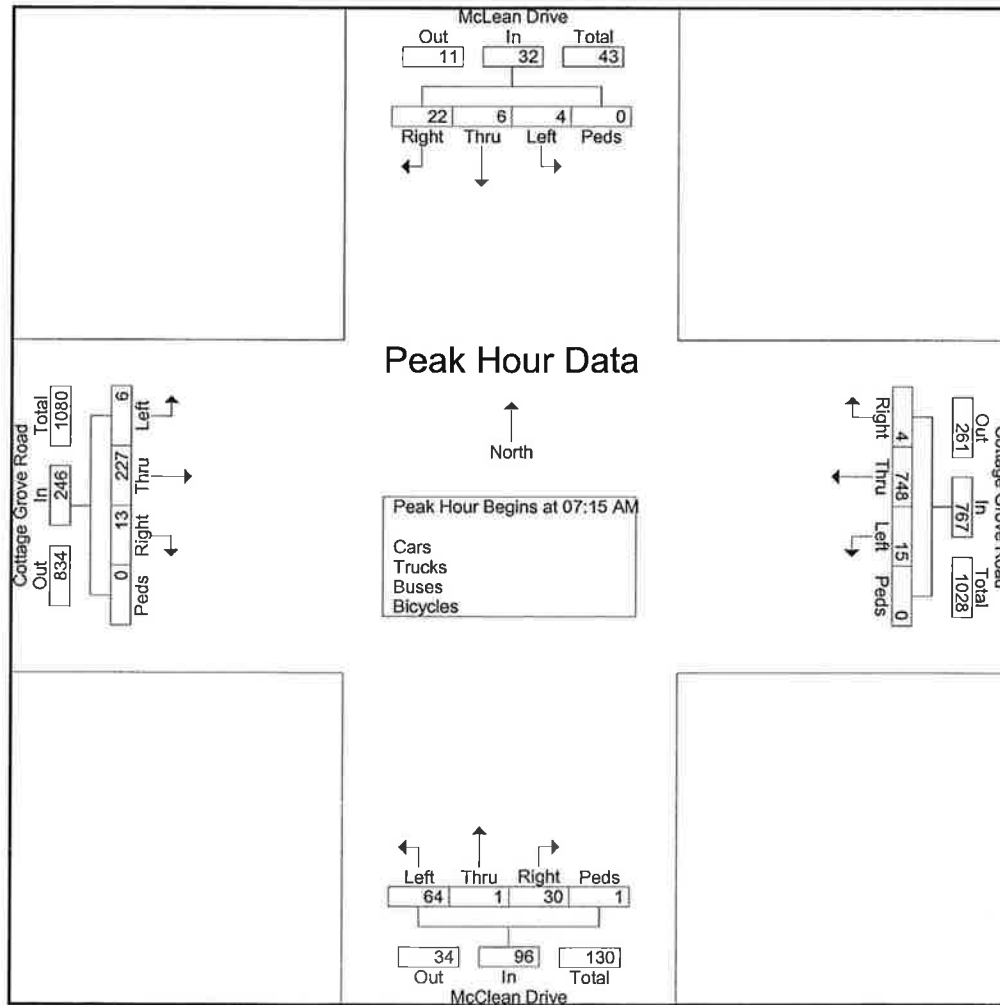 McLean Drive
Out In Total
11 32 43
22 6 4 0
Right Thru Left Peds
Peak Hour Data
North
Peak Hour Begins at 07:15 AM
Cars
Trucks
Buses
Bicycles
Cottage Grove Road
Out In Total
834 246 1080
0 13 227 6
Peds Right Thru Left
Cottage Grove Road
Out In Total
261 767 1028
4 748 15 0
Right Thru Left Peds
Left Thru Right Peds
64 1 30 1
34 96 130
Out In Total
McClean Drive